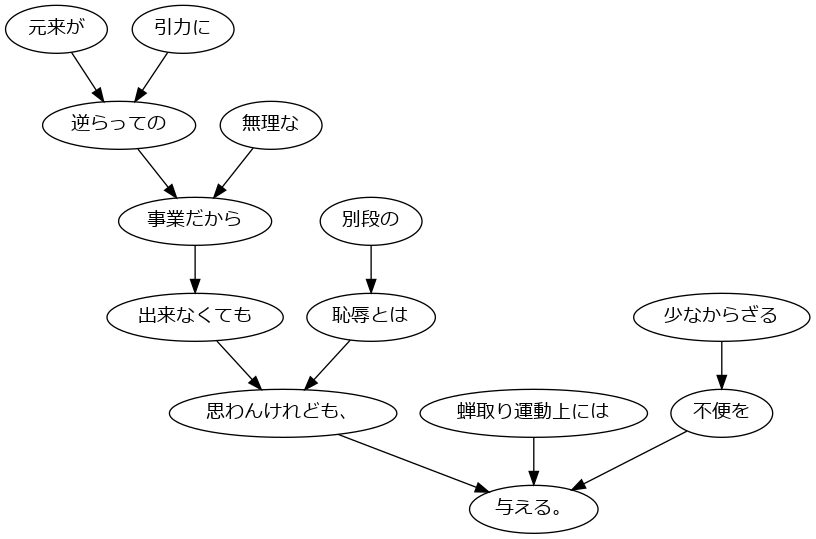 元来が
引力に
逆らっての
無理な
事業だから
別段の
出来なくても
恥辱とは
少なからざる
思わんけれども、
蝉取り運動上には
不便を
与える。